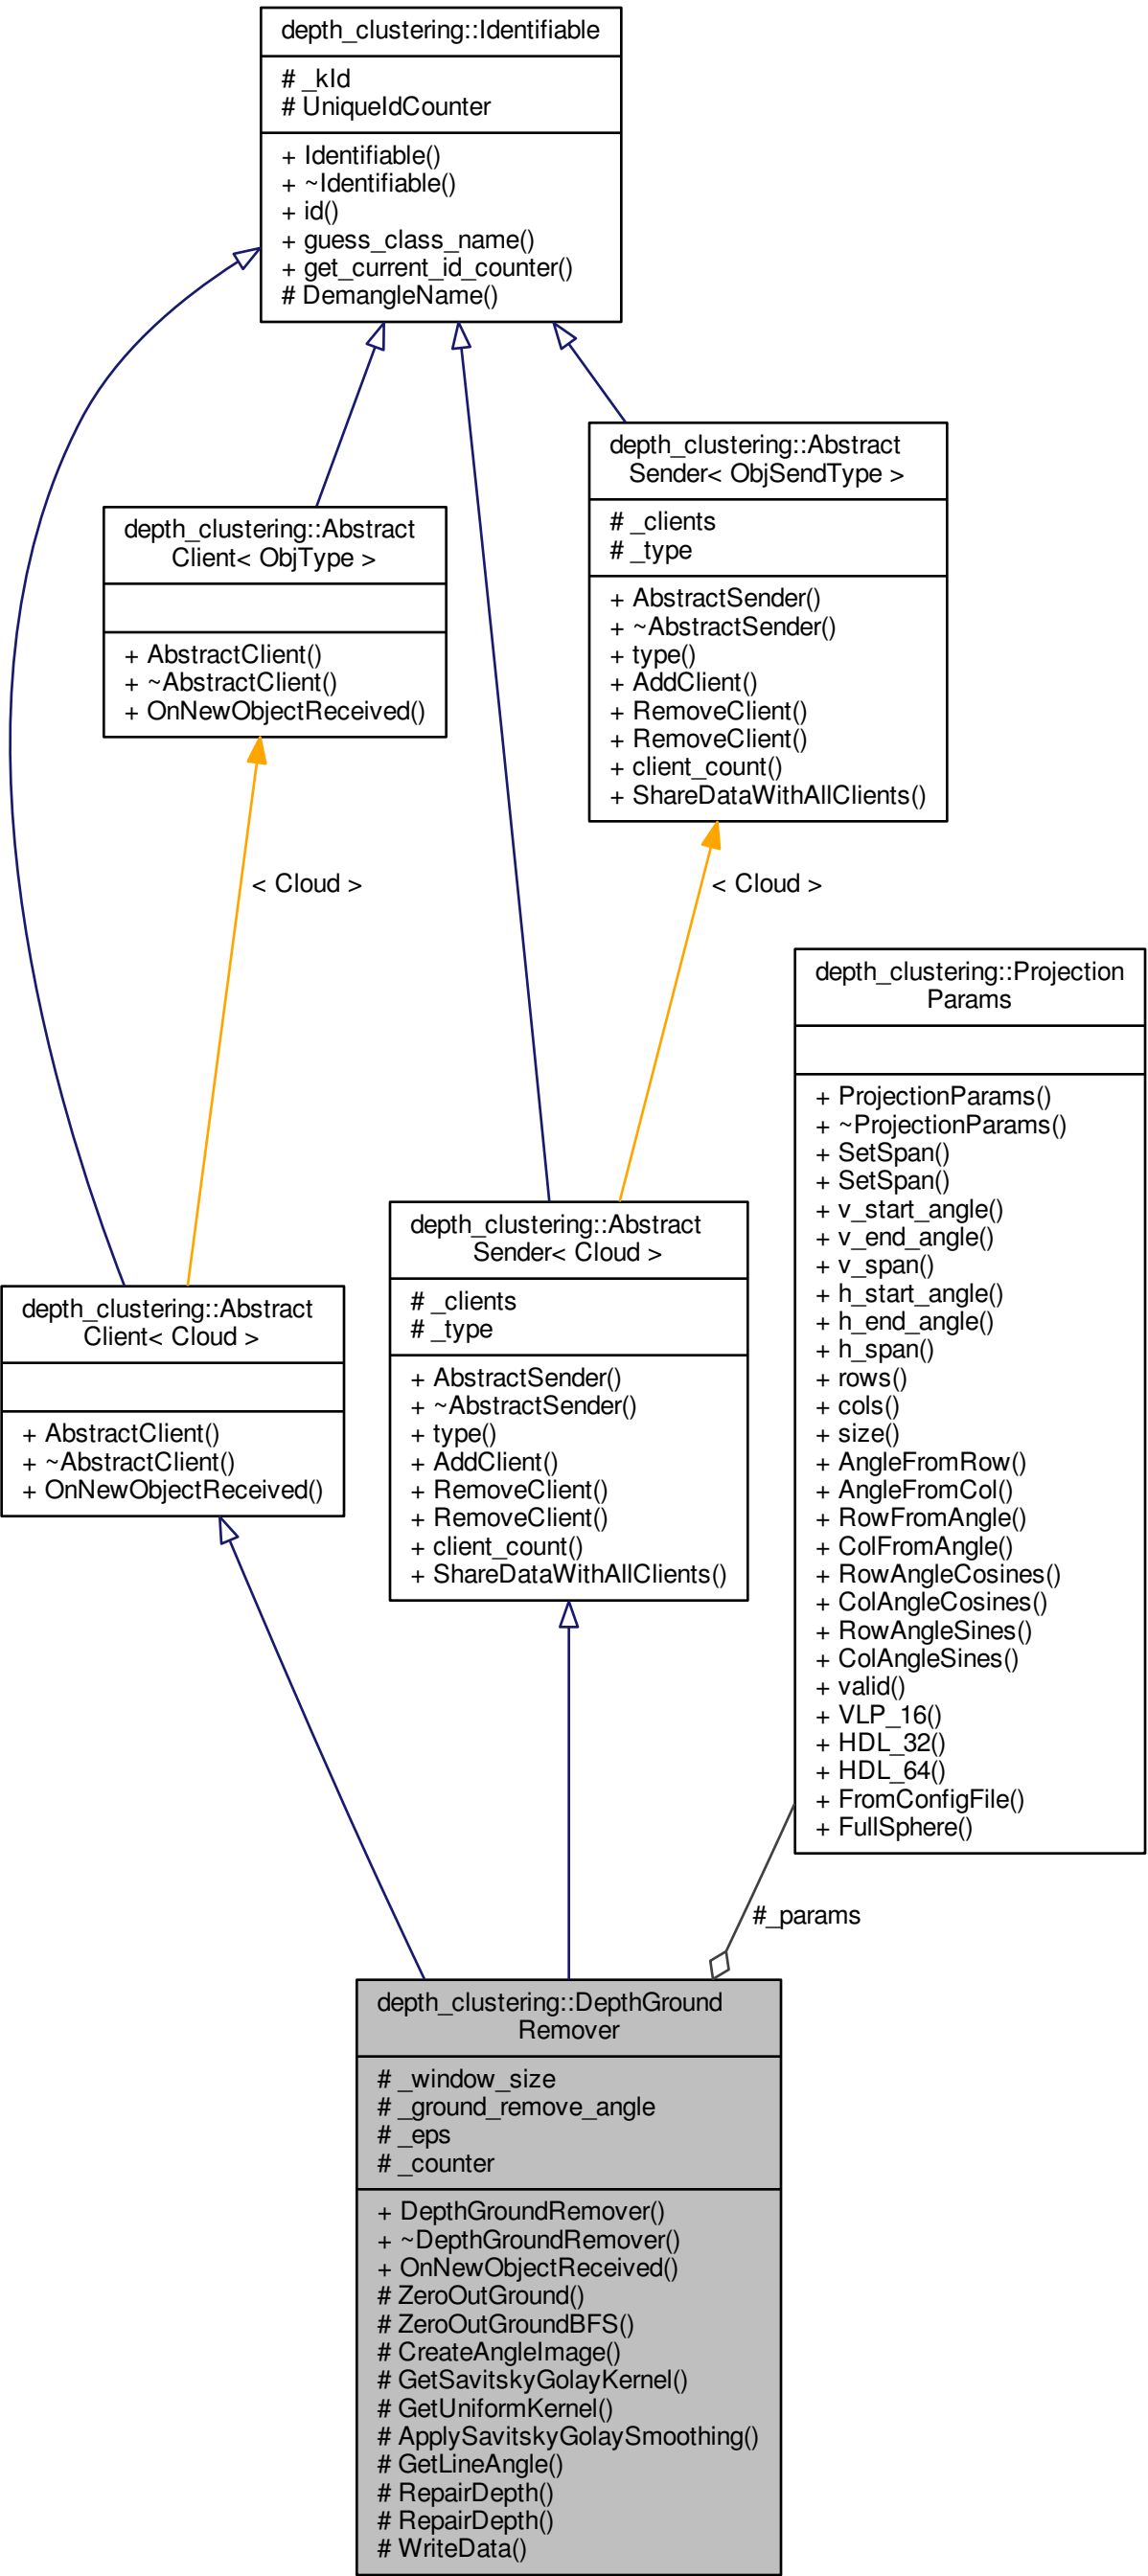 depth_clustering::Identifiable
# _kId
# UniqueIdCounter
+ Identifiable()
+ ~Identifiable()
+ id()
+ guess_class_name()
+ get_current_id_counter()
# DemangleName()
depth_clustering::Abstract
Sender< ObjSendType >
# _clients
# _type
+ AbstractSender()
+ ~AbstractSender()
+ type()
+ AddClient()
+ RemoveClient()
+ RemoveClient()
+ client_count()
+ ShareDataWithAllClients()
depth_clustering::Abstract
Client< ObjType >
+ AbstractClient()
+ ~AbstractClient()
+ OnNewObjectReceived()
< Cloud >
< Cloud >
depth_clustering::Projection
Params
+ ProjectionParams()
+ ~ProjectionParams()
+ SetSpan()
+ SetSpan()
+ v_start_angle()
+ v_end_angle()
+ v_span()
+ h_start_angle()
+ h_end_angle()
+ h_span()
+ rows()
+ cols()
+ size()
+ AngleFromRow()
+ AngleFromCol()
+ RowFromAngle()
+ ColFromAngle()
+ RowAngleCosines()
+ ColAngleCosines()
+ RowAngleSines()
+ ColAngleSines()
+ valid()
+ VLP_16()
+ HDL_32()
+ HDL_64()
+ FromConfigFile()
+ FullSphere()
depth_clustering::Abstract
Sender< Cloud >
# _clients
# _type
+ AbstractSender()
+ ~AbstractSender()
+ type()
+ AddClient()
+ RemoveClient()
+ RemoveClient()
+ client_count()
+ ShareDataWithAllClients()
depth_clustering::Abstract
Client< Cloud >
+ AbstractClient()
+ ~AbstractClient()
+ OnNewObjectReceived()
#_params
depth_clustering::DepthGround
Remover
# _window_size
# _ground_remove_angle
# _eps
# _counter
+ DepthGroundRemover()
+ ~DepthGroundRemover()
+ OnNewObjectReceived()
# ZeroOutGround()
# ZeroOutGroundBFS()
# CreateAngleImage()
# GetSavitskyGolayKernel()
# GetUniformKernel()
# ApplySavitskyGolaySmoothing()
# GetLineAngle()
# RepairDepth()
# RepairDepth()
# WriteData()